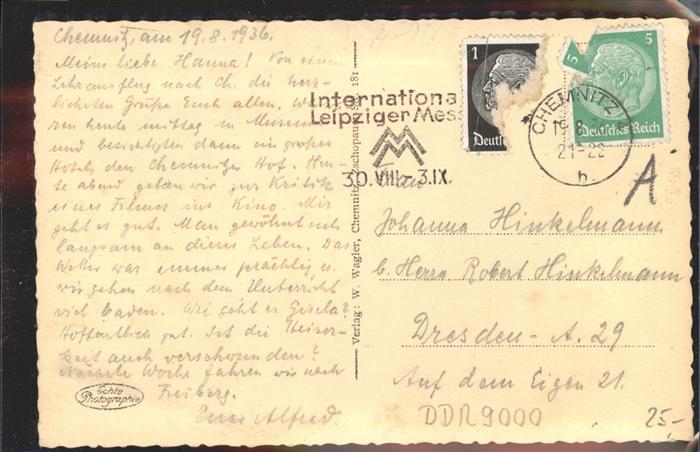 Chemnitz, am 19.8.1936.
Meine liebe Hanna! Von einem
Lehrausflug nach Ch. die herz-
lichsten Grüße Euch allen. Wir
waren heute mittag in Museum
und besichtigten dann ein großes
Hotel, den Chemnitzer Hof. Heu-
te abend gehen wir zur Kritik
eines Filmes ins Kino. Mir
geht es gut. Man gewöhnt sich
langsam an dieses Leben. Das
Wetter war immer prächtig u.
wir gehen nach dem Unterricht
viel baden. Wie geht es Gisela?
Hoffentlich gut. Ist die Heiser-
keit auch verschwunden?
Nächste Woche fahren wir nach
Freiberg.
Euer Alfred.
Echte
Photographie
Verlag: W. Wagler, Chemnitz, Zschopauer 181
Internationa
Leipziger Mess
MM
30.VIII.-3.IX.
1
Deutsch
5
5
Deutsches Reich
CHEMNITZ
19.8.
21-22
h
A
Johanna Hinkelmann
b. Herrn Robert Hinkelmann
Dresden-A. 29
Auf dem Eigen 21.
DDR9000
25-